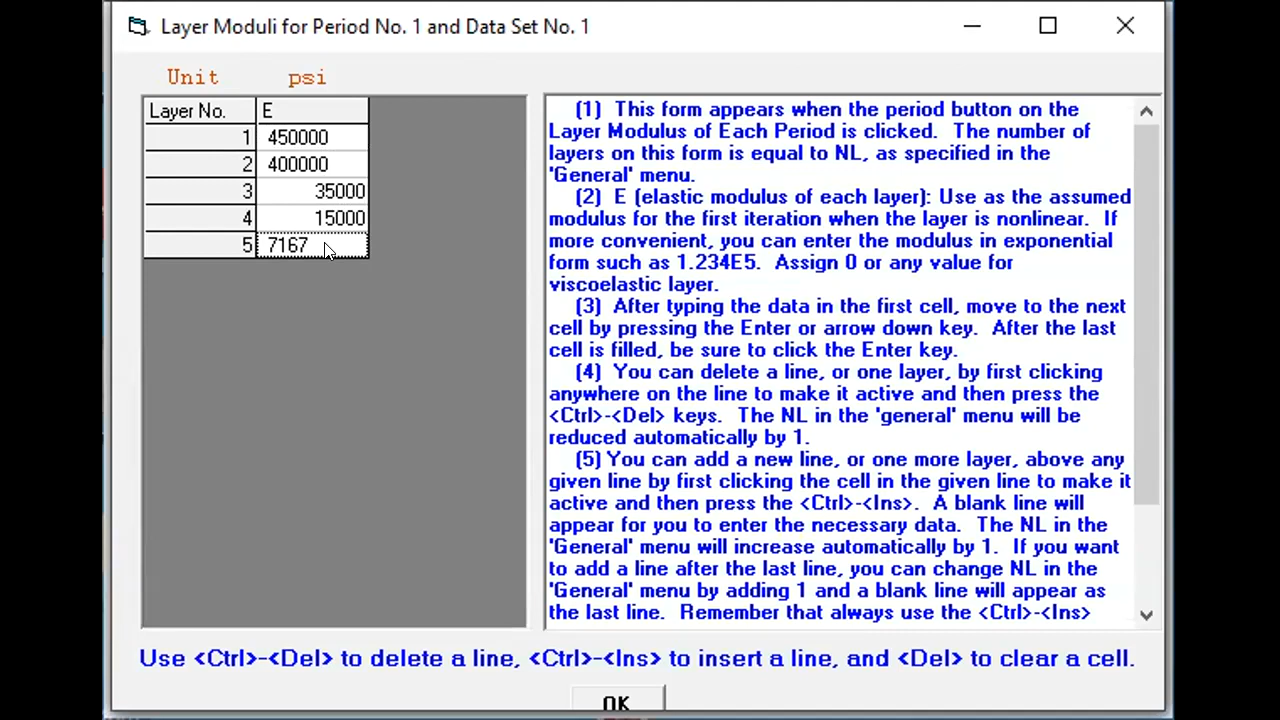 Layer Moduli for Period No. 1 and Data Set No. 1
Unit psi
Layer No. E
1 450000
2 400000
3 35000
4 15000
5 7167
(1) This form appears when the period button on the
Layer Modulus of Each Period is clicked. The number of
layers on this form is equal to NL, as specified in the
'General' menu.
(2) E (elastic modulus of each layer): Use as the assumed
modulus for the first iteration when the layer is nonlinear. If
more convenient, you can enter the modulus in exponential
form such as 1.234E5. Assign 0 or any value for
viscoelastic layer.
(3) After typing the data in the first cell, move to the next
cell by pressing the Enter or arrow down key. After the last
cell is filled, be sure to click the Enter key.
(4) You can delete a line, or one layer, by first clicking
anywhere on the line to make it active and then press the
<Ctrl>-<Del> keys. The NL in the 'general' menu will be
reduced automatically by 1.
(5) You can add a new line, or one more layer, above any
given line by first clicking the cell in the given line to make it
active and then press the <Ctrl>-<Ins>. A blank line will
appear for you to enter the necessary data. The NL in the
'General' menu will increase automatically by 1. If you want
to add a line after the last line, you can change NL in the
'General' menu by adding 1 and a blank line will appear as
the last line. Remember that always use the <Ctrl>-<Ins>
Use <Ctrl>-<Del> to delete a line, <Ctrl>-<Ins> to insert a line, and <Del> to clear a cell.
OK